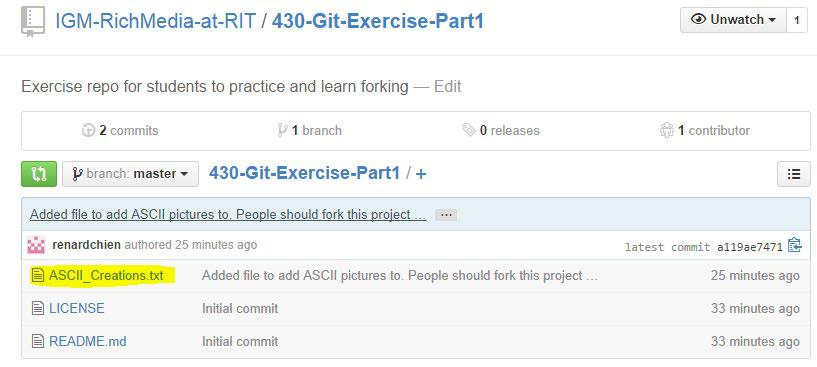 IGM-RichMedia-at-RIT / 430-Git-Exercise-Part1
Unwatch 1
Exercise repo for students to practice and learn forking — Edit
2 commits 1 branch 0 releases 1 contributor
branch: master 430-Git-Exercise-Part1 / +
Added file to add ASCII pictures to. People should fork this project ... ...
renardchien authored 25 minutes ago latest commit a119ae7471
ASCII_Creations.txt Added file to add ASCII pictures to. People should fork this project ... 25 minutes ago
LICENSE Initial commit 33 minutes ago
README.md Initial commit 33 minutes ago